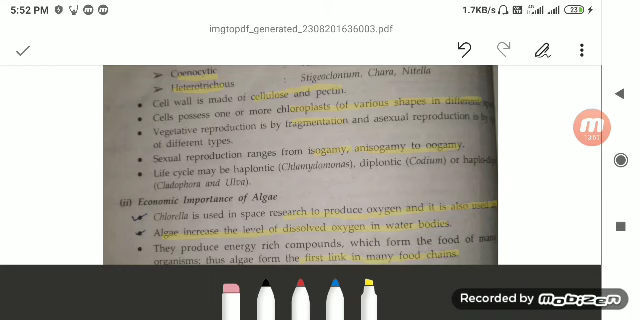 5:52 PM
1.7KB/s
23
imgtopdf_generated_2308201636003.pdf
➤ Coenocytic
➤ Heterotrichous : Stigeoclonium, Chara, Nitella
• Cell wall is made of cellulose and pectin.
• Cells possess one or more chloroplasts of various shapes in different
• Vegetative reproduction is by fragmentation and asexual reproduction is by
of different types.
• Sexual reproduction ranges from isogamy, anisogamy to oogamy.
• Life cycle may be haplontic (Chlamydomonas), diplontic (Codium) or
(Cladophora and Ulva).
(ii) Economic Importance of Algae
Chlorella is used in space research to produce oxygen and it is also used
Algae increase the level of dissolved oxygen in water bodies.
• They produce energy rich compounds, which form the food of many
organisms; thus algae form the first link in many food chains.
Recorded by mobizen